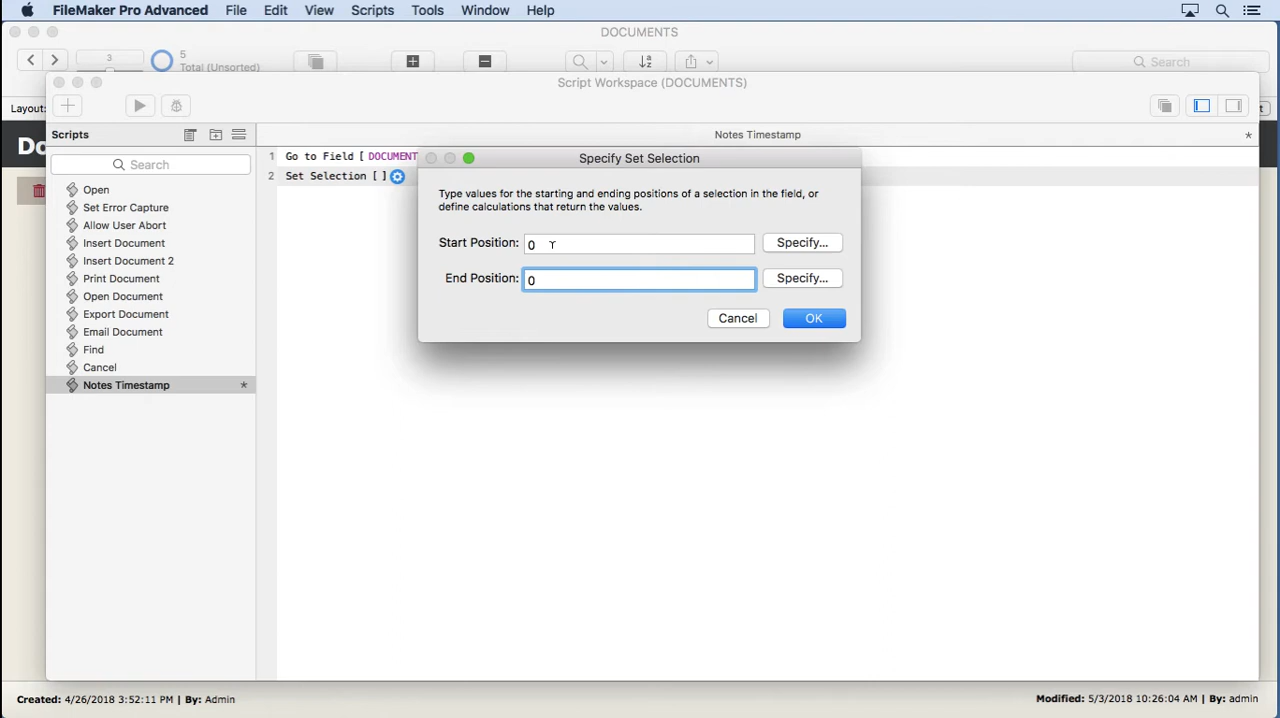 FileMaker Pro Advanced File Edit View Scripts Tools Window Help
DOCUMENTS
3
5
Total (Unsorted)
Search
Script Workspace (DOCUMENTS)
Layout:
Scripts
Notes Timestamp
*
Search
1 Go to Field [ DOCUMENT
2 Set Selection [ ]
Specify Set Selection
Type values for the starting and ending positions of a selection in the field, or
define calculations that return the values.
Start Position: 0 Specify...
End Position: 0 Specify...
Cancel OK
Open
Set Error Capture
Allow User Abort
Insert Document
Insert Document 2
Print Document
Open Document
Export Document
Email Document
Find
Cancel
Notes Timestamp *
Created: 4/26/2018 3:52:11 PM | By: Admin
Modified: 5/3/2018 10:26:04 AM | By: admin